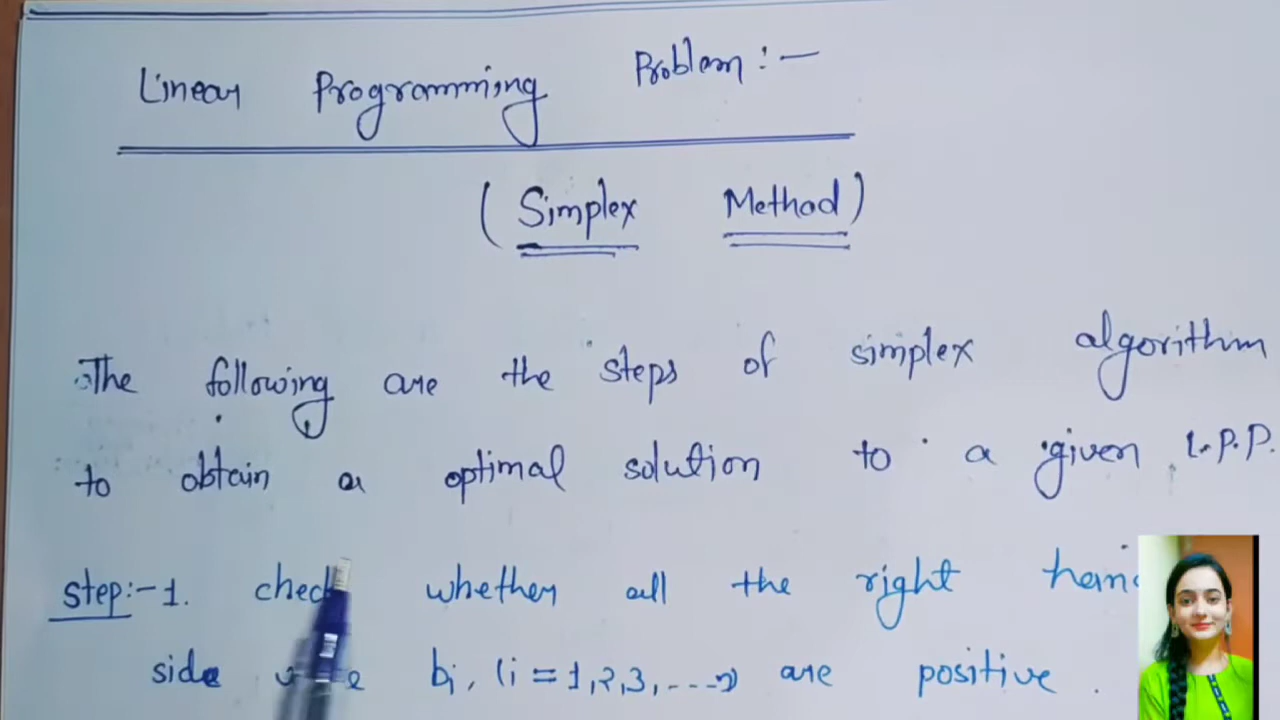 Linear Programming Problem :-
(Simplex Method)
The following are the steps of simplex algorithm
to obtain a optimal solution to a given L.P.P.
step:-1. check whether all the right
side bi, (i = 1,2,3,.... are positive.